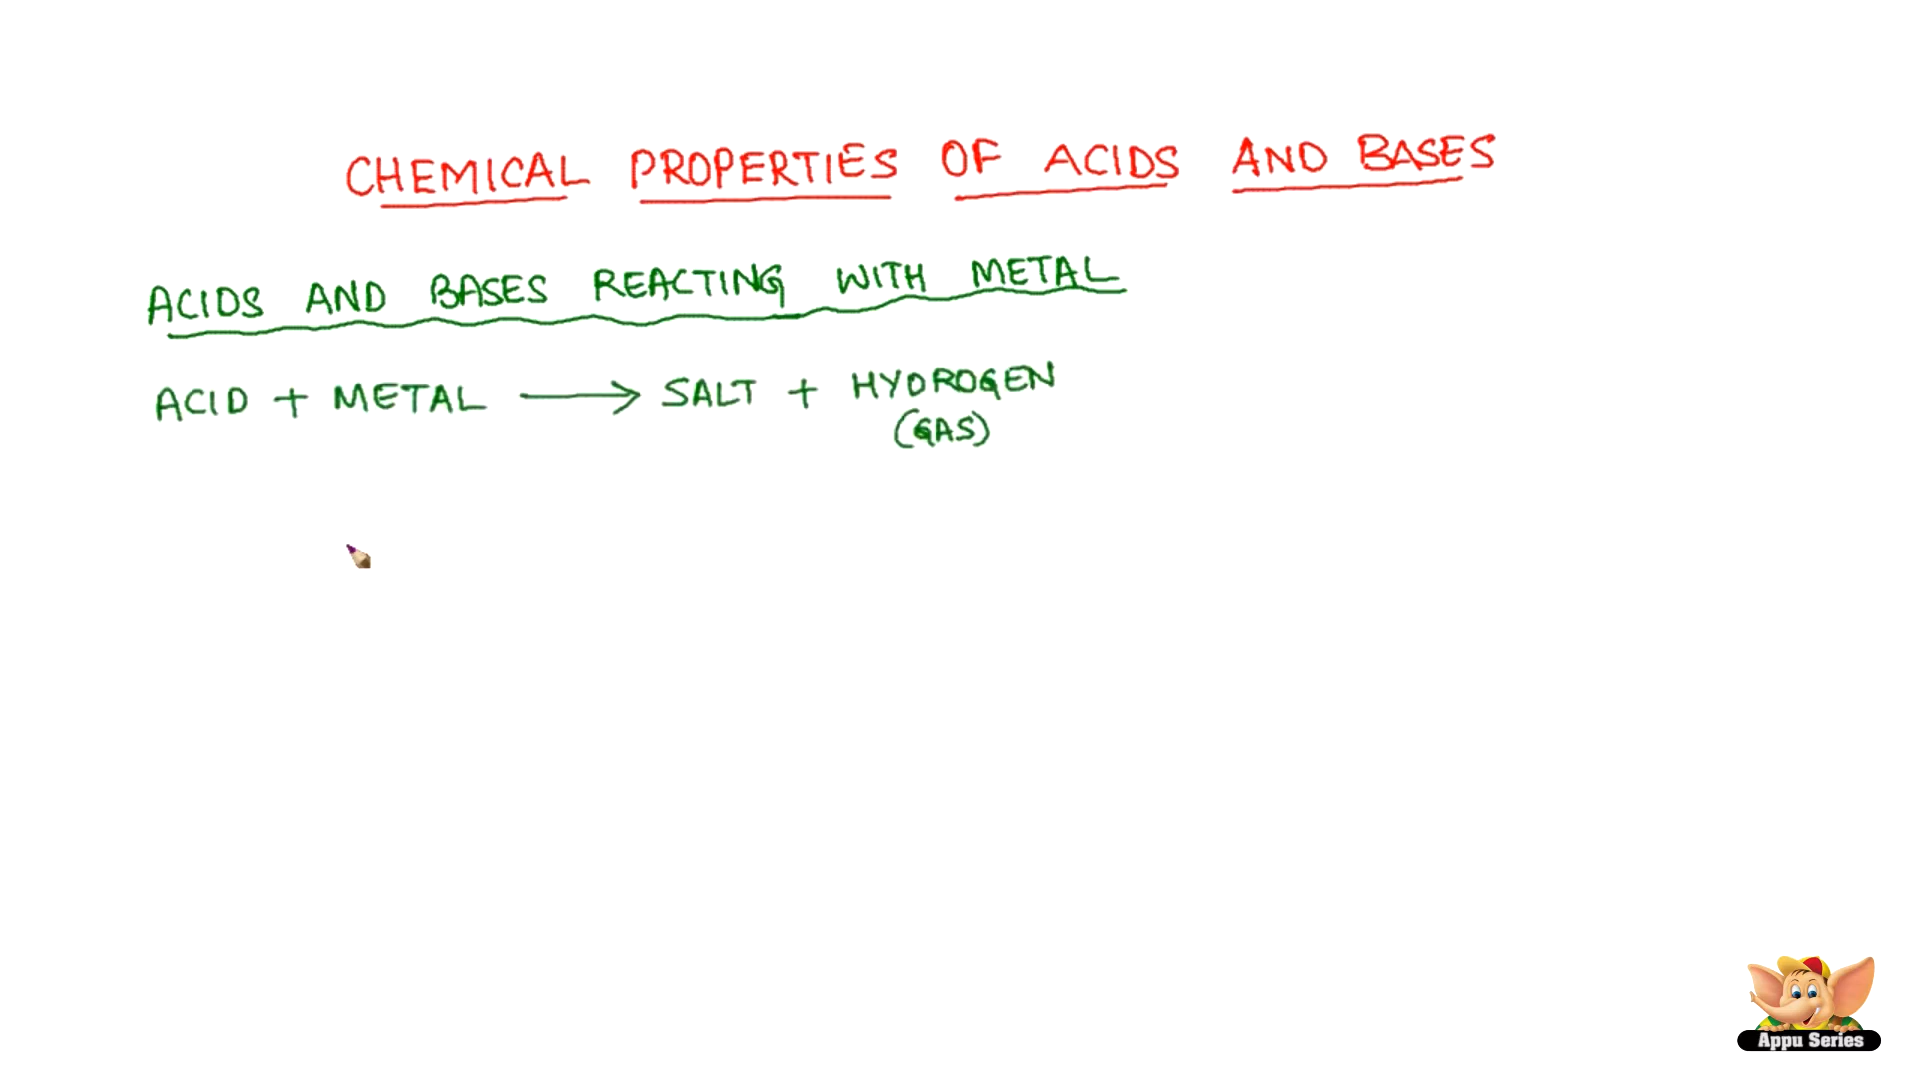 CHEMICAL PROPERTIES OF ACIDS AND BASES
ACIDS AND BASES REACTING WITH METAL
ACID + METAL ⟶ SALT + HYDROGEN
(GAS)
Appu Series